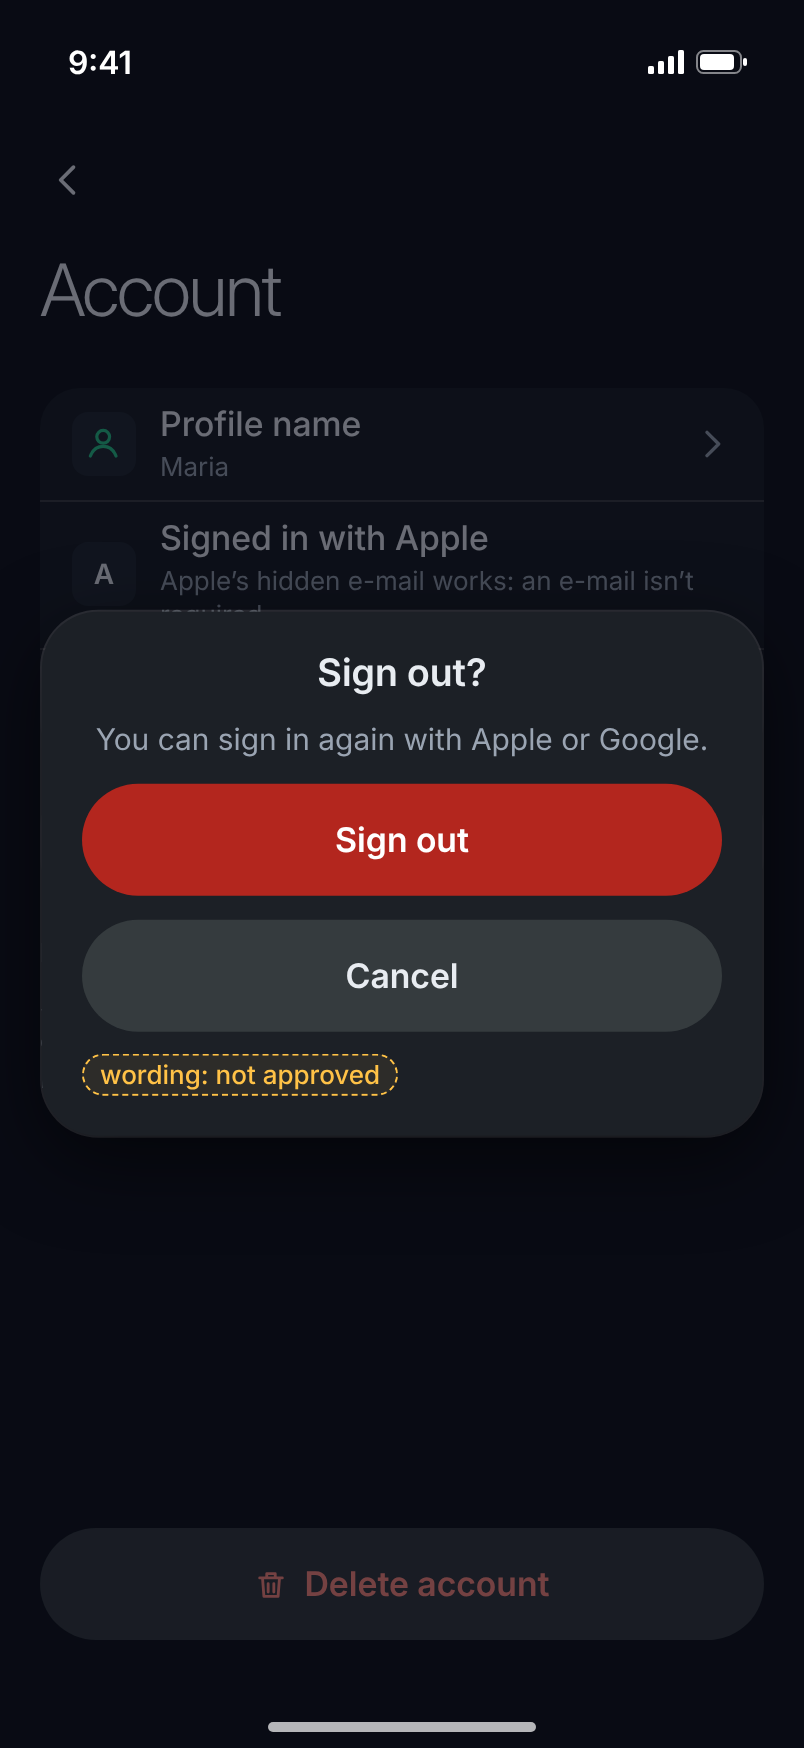 9:41
Account
Profile name
Maria
Signed in with Apple
A
Apple’s hidden e-mail works: an e-mail isn’t
Sign out?
You can sign in again with Apple or Google.
Sign out
Cancel
wording: not approved
Delete account